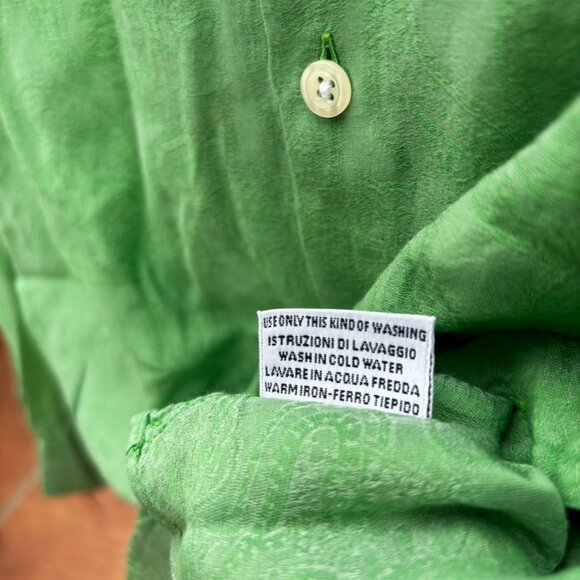 USE ONLY THIS KIND OF WASHING
ISTRUZIONI DI LAVAGGIO
WASH IN COLD WATER
LAVARE IN ACQUA FREDDA
WARM IRON-FERRO TIEPIDO